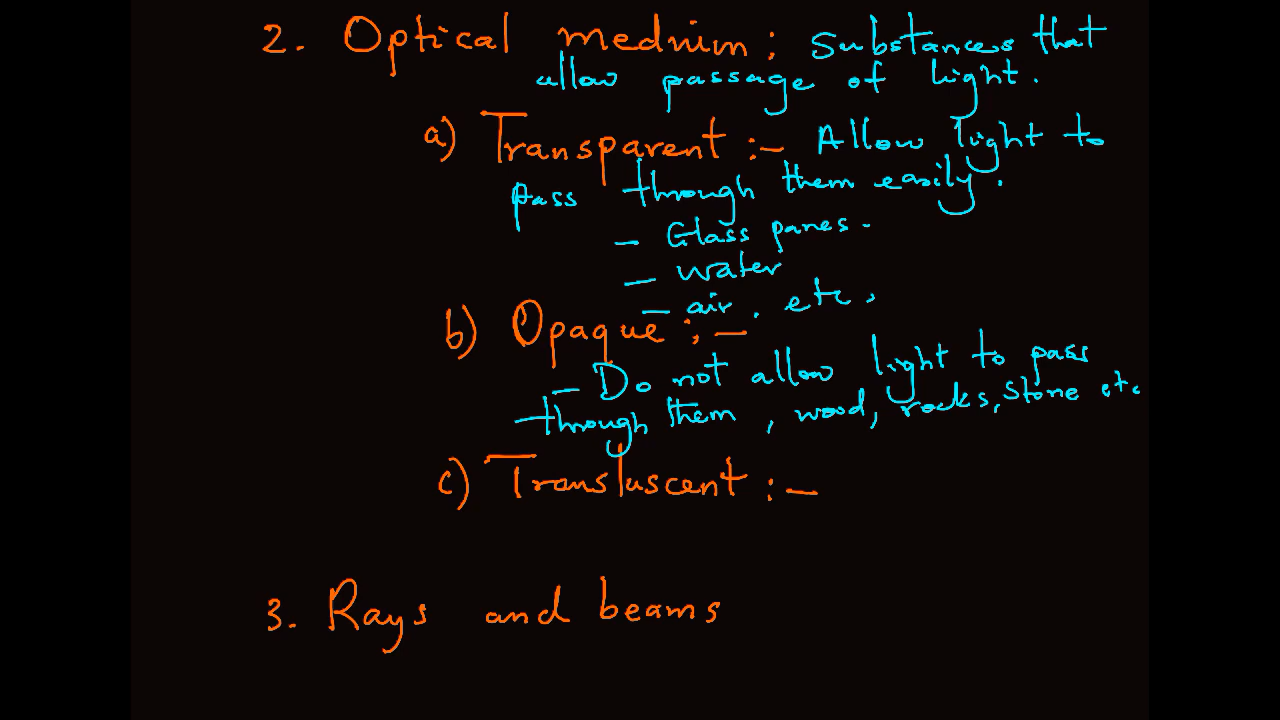 2. Optical medium : Substances that
allow passage of light.
a) Transparent :- Allow light to
pass through them easily.
- Glass panes.
- water
- air, etc.
b) Opaque :-
- Do not allow light to pass
through them, wood, rocks, stone etc
c) Transluscent :-
3. Rays and beams